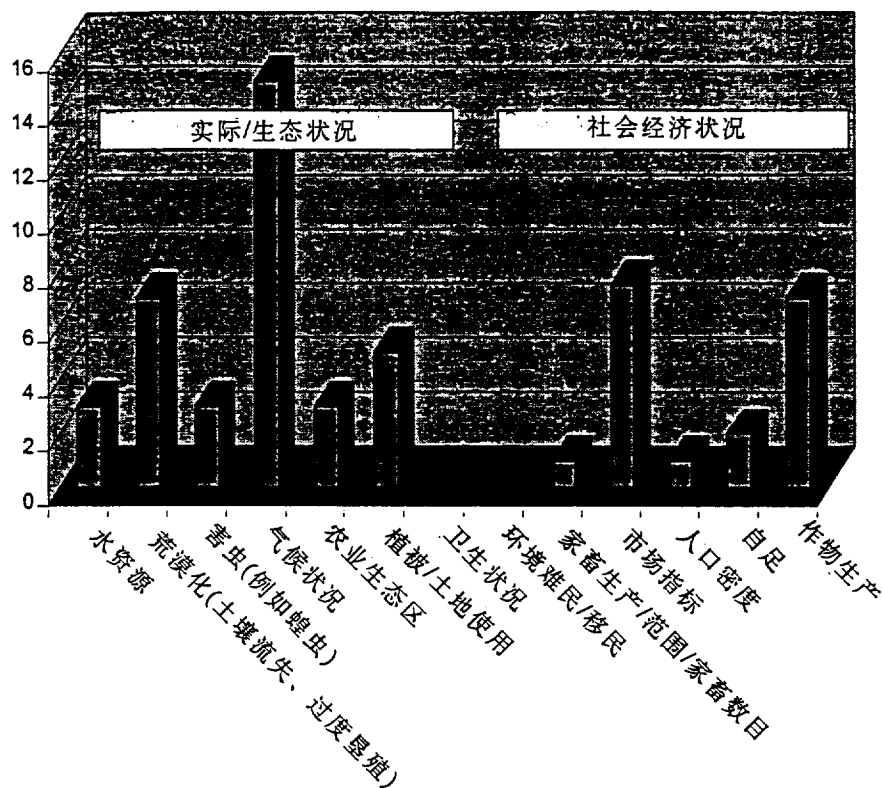 16
14
12
10
8
6
4
2
0
实际/生态状况
社会经济状况
水资源
荒漠化(土壤流失、过度垦殖)
害虫(例如蝗虫)
气候状况
农业生态区
植被/土地使用
卫生状况
环境难民/移民
家畜生产/范围/家畜数目
市场指标
人口密度
自足
作物生产